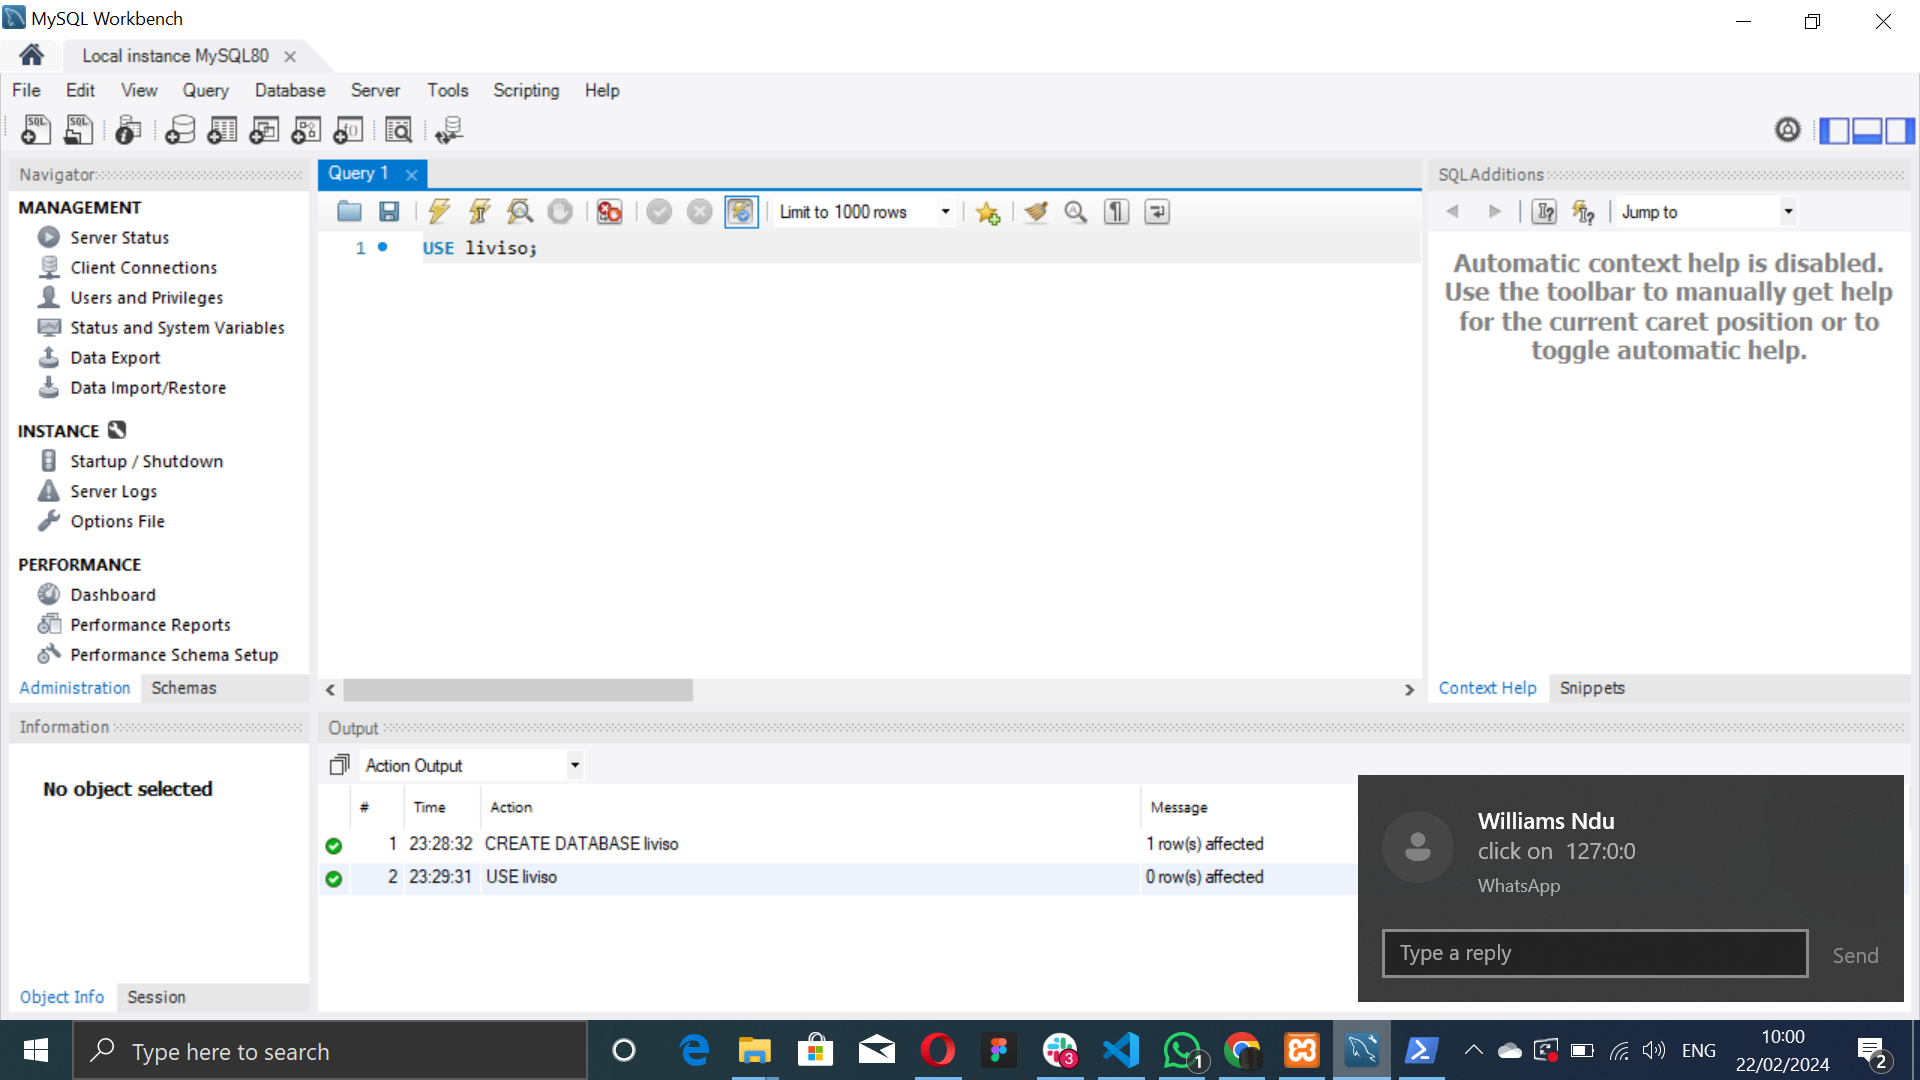 MySQL Workbench
Local instance MySQL80
File Edit View Query Database Server Tools Scripting Help
Navigator
MANAGEMENT
Server Status
Client Connections
Users and Privileges
Status and System Variables
Data Export
Data Import/Restore
INSTANCE
Startup / Shutdown
Server Logs
Options File
PERFORMANCE
Dashboard
Performance Reports
Performance Schema Setup
Administration Schemas
Query 1
Limit to 1000 rows
1 USE liviso;
SQLAdditions
Jump to
Automatic context help is disabled.
Use the toolbar to manually get help
for the current caret position or to
toggle automatic help.
Context Help Snippets
Information
No object selected
Object Info Session
Output
Action Output
# Time Action Message
1 23:28:32 CREATE DATABASE liviso 1 row(s) affected
2 23:29:31 USE liviso 0 row(s) affected
Williams Ndu
click on 127:0:0
WhatsApp
Type a reply Send
Type here to search
3
1
ENG
10:00
22/02/2024
2